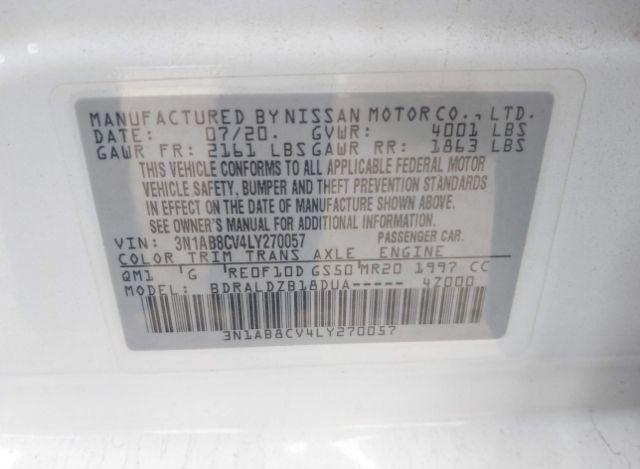 MANUFACTURED BY NISSAN MOTOR CO., LTD.
DATE: 07/20. GVWR: 4001 LBS
GAWR FR: 2161 LBS GAWR RR: 1863 LBS
THIS VEHICLE CONFORMS TO ALL APPLICABLE FEDERAL MOTOR
VEHICLE SAFETY, BUMPER AND THEFT PREVENTION STANDARDS
IN EFFECT ON THE DATE OF MANUFACTURE SHOWN ABOVE.
SEE OWNER'S MANUAL FOR ADDITIONAL INFORMATION.
VIN: 3N1AB8CV4LY270057 PASSENGER CAR.
COLOR TRIM TRANS AXLE ENGINE
QM1 G RE0F10D GS50 MR20 1997 CC
MODEL: BDRALDZB18DUA----- 4Z000
3N1AB8CV4LY270057